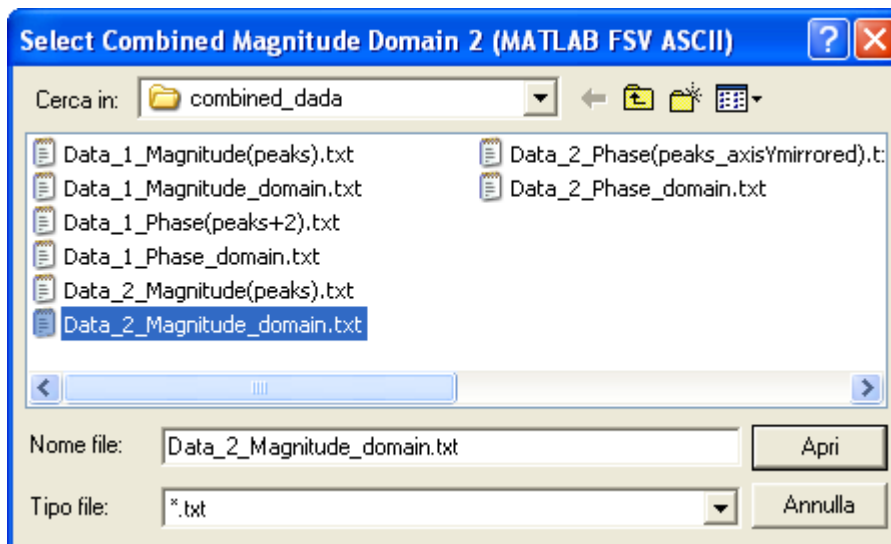 Select Combined Magnitude Domain 2 (MATLAB FSV ASCII)
Cerca in: combined_dada
Data_1_Magnitude(peaks).txt
Data_1_Magnitude_domain.txt
Data_1_Phase(peaks+2).txt
Data_1_Phase_domain.txt
Data_2_Magnitude(peaks).txt
Data_2_Magnitude_domain.txt
Data_2_Phase(peaks_axisYmirrored).t
Data_2_Phase_domain.txt
Nome file: Data_2_Magnitude_domain.txt Apri
Tipo file: *.txt Annulla